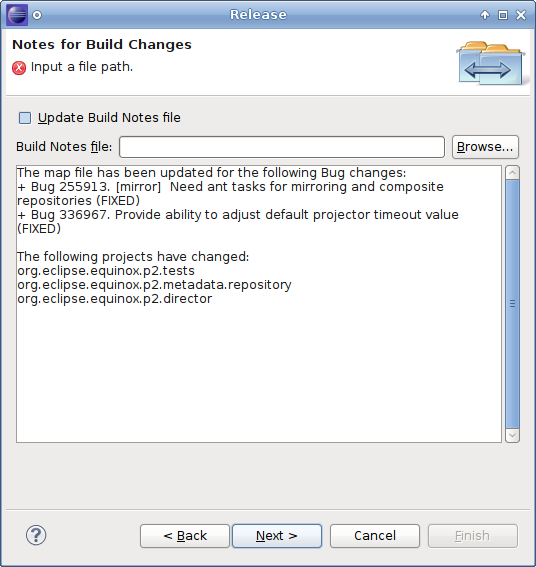 Release
Notes for Build Changes
Input a file path.
Update Build Notes file
Build Notes file:
Browse...
The map file has been updated for the following Bug changes:
+ Bug 255913. [mirror]  Need ant tasks for mirroring and composite
repositories (FIXED)
+ Bug 336967. Provide ability to adjust default projector timeout value
(FIXED)
The following projects have changed:
org.eclipse.equinox.p2.tests
org.eclipse.equinox.p2.metadata.repository
org.eclipse.equinox.p2.director
?
< Back
Next >
Cancel
Finish